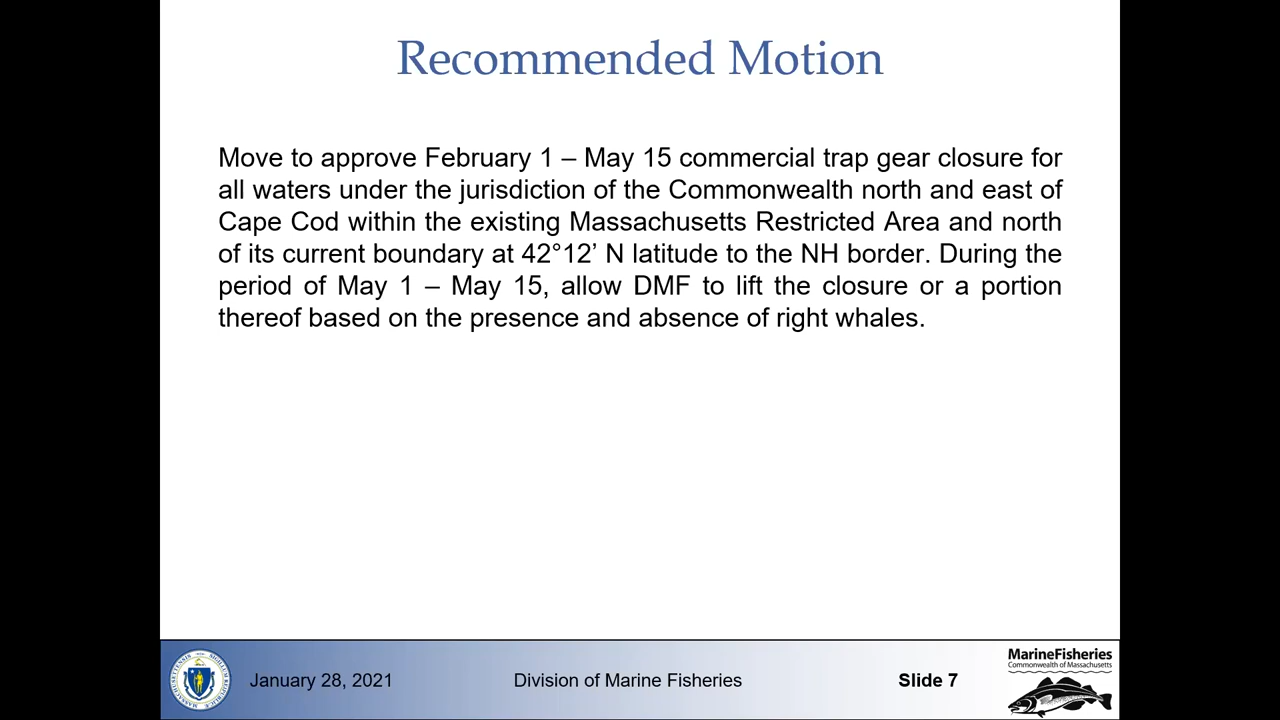 Recommended Motion
Move to approve February 1 – May 15 commercial trap gear closure for
all waters under the jurisdiction of the Commonwealth north and east of
Cape Cod within the existing Massachusetts Restricted Area and north
of its current boundary at 42°12’ N latitude to the NH border. During the
period of May 1 – May 15, allow DMF to lift the closure or a portion
thereof based on the presence and absence of right whales.
January 28, 2021
Division of Marine Fisheries
Slide 7
MarineFisheries
Commonwealth of Massachusetts